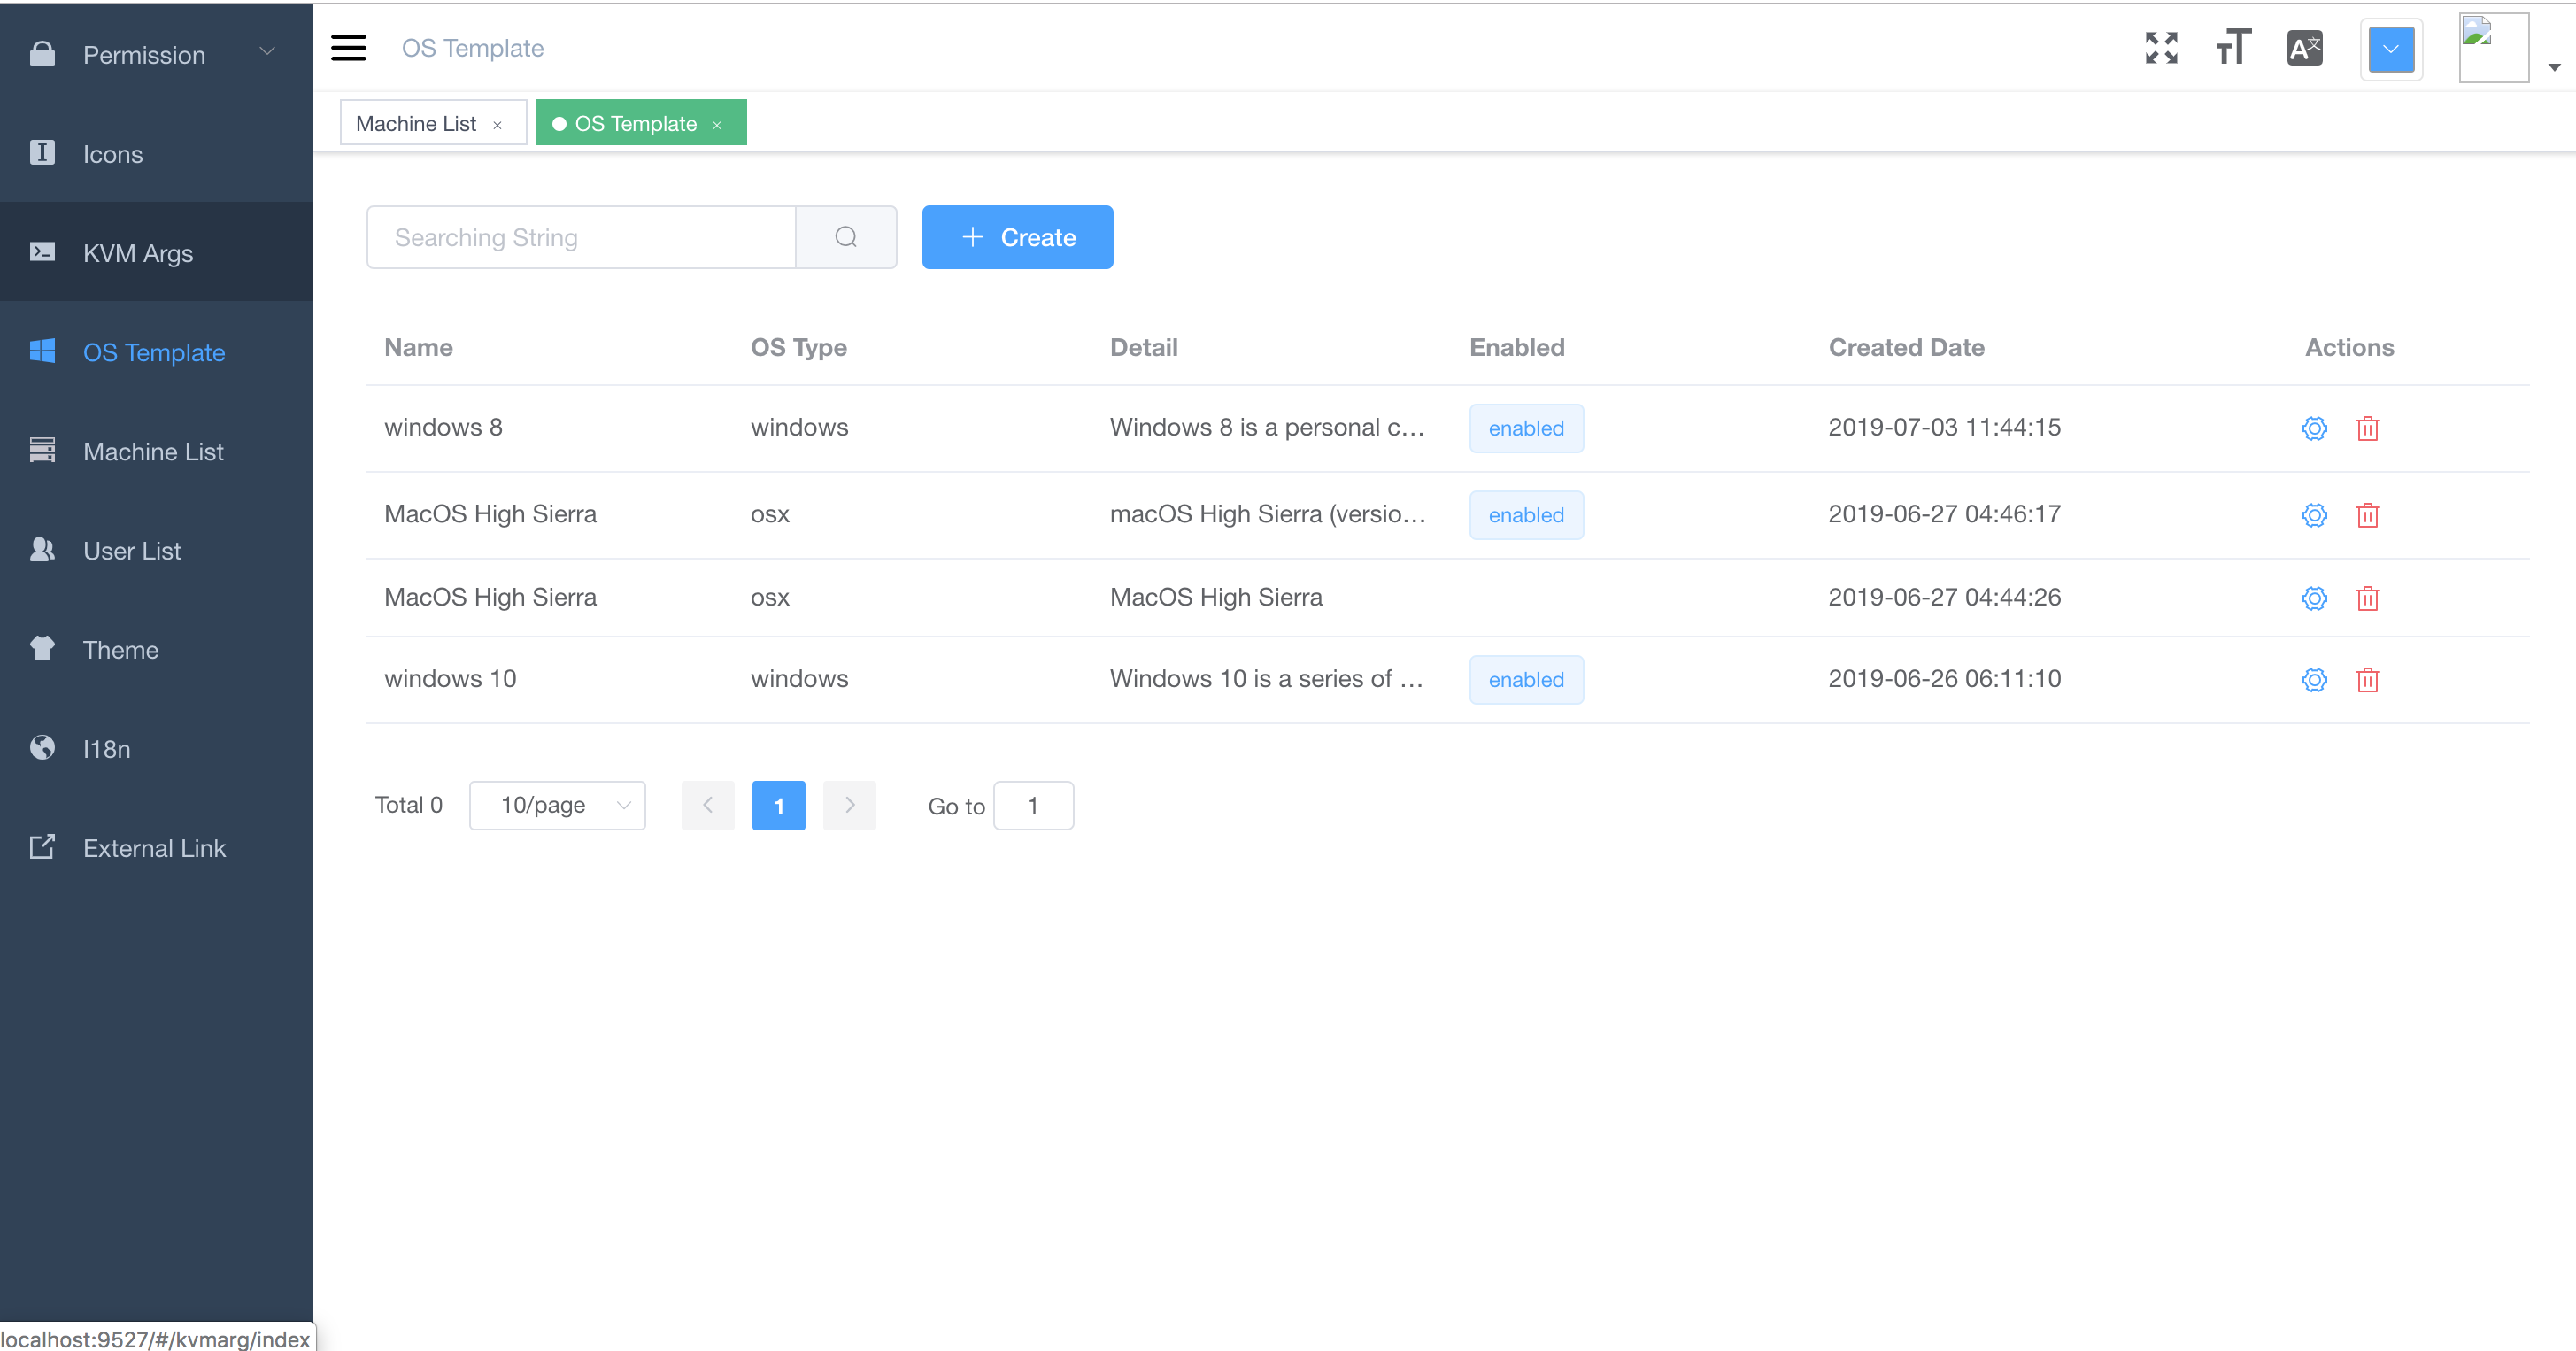 Permission
Icons
KVM Args
OS Template
Machine List
User List
Theme
I18n
External Link
OS Template
Machine List ×
OS Template ×
Searching String
+ Create
Name OS Type Detail Enabled Created Date Actions
windows 8 windows Windows 8 is a personal c... enabled 2019-07-03 11:44:15
MacOS High Sierra osx macOS High Sierra (versio... enabled 2019-06-27 04:46:17
MacOS High Sierra osx MacOS High Sierra 2019-06-27 04:44:26
windows 10 windows Windows 10 is a series of ... enabled 2019-06-26 06:11:10
Total 0 10/page 1 Go to 1
localhost:9527/#/kvmarg/index